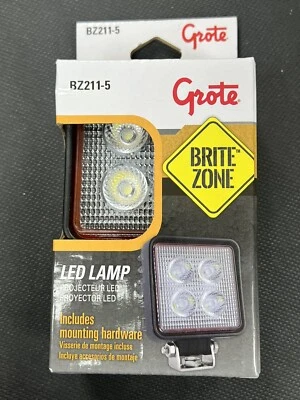 BZ211-5
Grote
BZ211-5
Grote
BRITE™
ZONE
LED LAMP
PROJECTEUR LED
PROYECTOR LED
Includes
mounting hardware
Visserie de montage incluse
Incluye accesorios de montaje